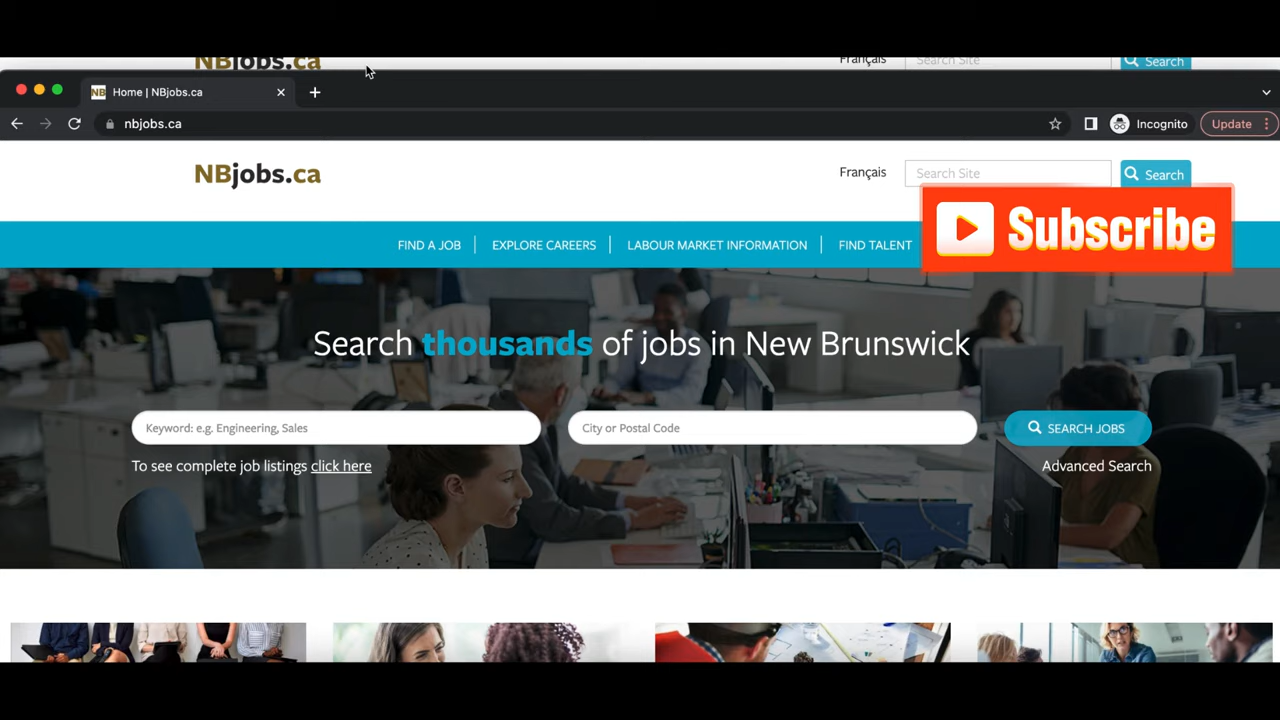 NBjobs.ca
Français
Search Site
Search
NB Home | NBjobs.ca
nbjobs.ca
Incognito
Update
NBjobs.ca
Français
Search Site
Search
Subscribe
FIND A JOB
EXPLORE CAREERS
LABOUR MARKET INFORMATION
FIND TALENT
Search thousands of jobs in New Brunswick
Keyword: e.g. Engineering, Sales
City or Postal Code
SEARCH JOBS
To see complete job listings click here
Advanced Search